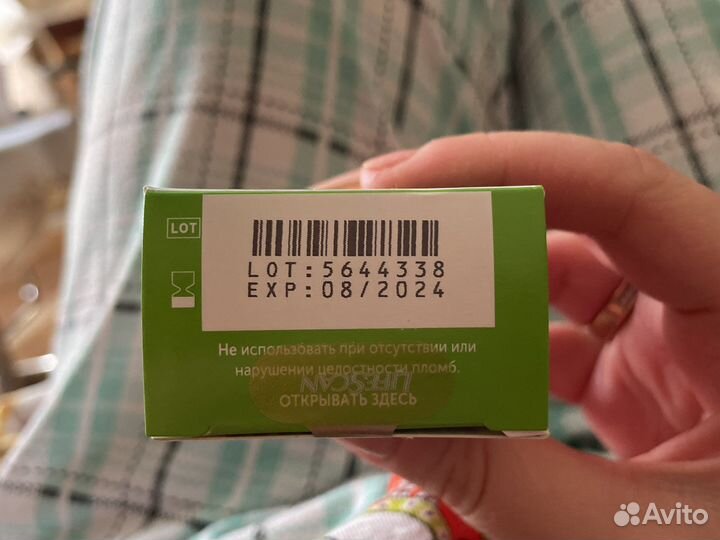 LOT
LOT:5644338
EXP:08/2024
Не использовать при отсутствии или
нарушении целостности пломб.
LIFESCAN
ОТКРЫВАТЬ ЗДЕСЬ
Avito